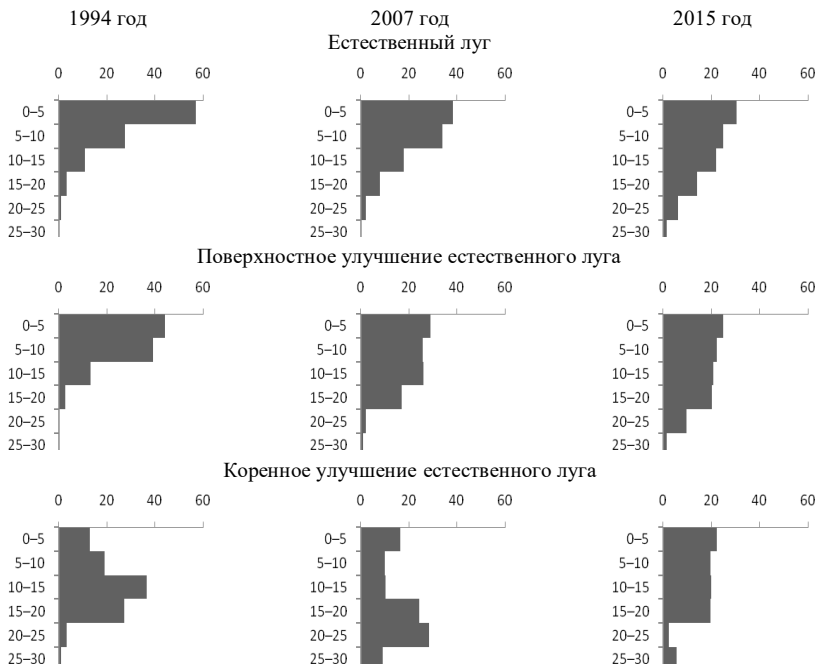 1994 год 2007 год 2015 год
Естественный луг
0 20 40 60 0 20 40 60 0 20 40 60
0–5 0–5 0–5
5–10 5–10 5–10
10–15 10–15 10–15
15–20 15–20 15–20
20–25 20–25 20–25
25–30 25–30 25–30
Поверхностное улучшение естественного луга
0 20 40 60 0 20 40 60 0 20 40 60
0–5 0–5 0–5
5–10 5–10 5–10
10–15 10–15 10–15
15–20 15–20 15–20
20–25 20–25 20–25
25–30 25–30 25–30
Коренное улучшение естественного луга
0 20 40 60 0 20 40 60 0 20 40 60
0–5 0–5 0–5
5–10 5–10 5–10
10–15 10–15 10–15
15–20 15–20 15–20
20–25 20–25 20–25
25–30 25–30 25–30